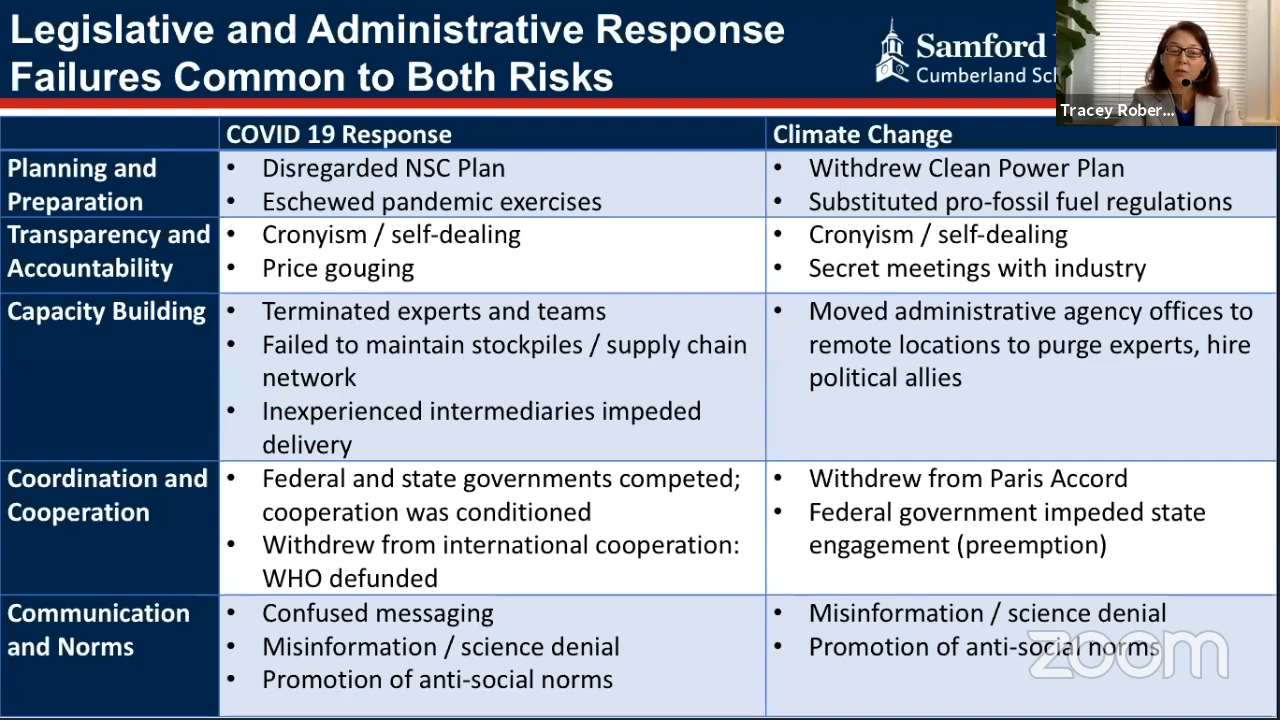 Legislative and Administrative Response
Failures Common to Both Risks
Samford
Cumberland
Tracey Rober...
COVID 19 Response
Climate Change
Planning and
Preparation
• Disregarded NSC Plan
• Eschewed pandemic exercises
• Withdrew Clean Power Plan
• Substituted pro-fossil fuel regulations
Transparency and
Accountability
• Cronyism / self-dealing
• Price gouging
• Cronyism / self-dealing
• Secret meetings with industry
Capacity Building
• Terminated experts and teams
• Failed to maintain stockpiles / supply chain
network
• Inexperienced intermediaries impeded
delivery
• Moved administrative agency offices to
remote locations to purge experts, hire
political allies
Coordination and
Cooperation
• Federal and state governments competed;
cooperation was conditioned
• Withdrew from international cooperation:
WHO defunded
• Withdrew from Paris Accord
• Federal government impeded state
engagement (preemption)
Communication
and Norms
• Confused messaging
• Misinformation / science denial
• Promotion of anti-social norms
• Misinformation / science denial
• Promotion of anti-social norms
zoom